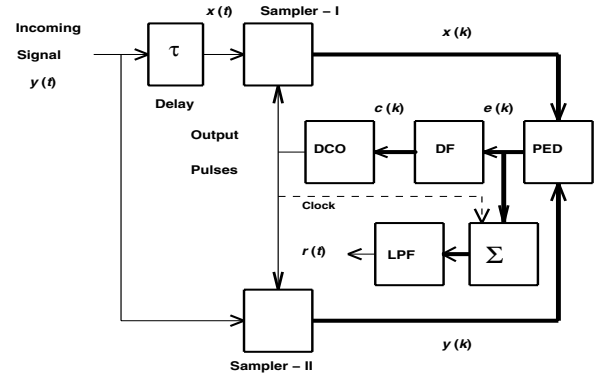 x (t)
Sampler – I
Incoming
Signal
y (t)
τ
Delay
x (k)
Output
Pulses
c (k)
e (k)
DCO
DF
PED
Clock
r (t)
LPF
Σ
y (k)
Sampler – II